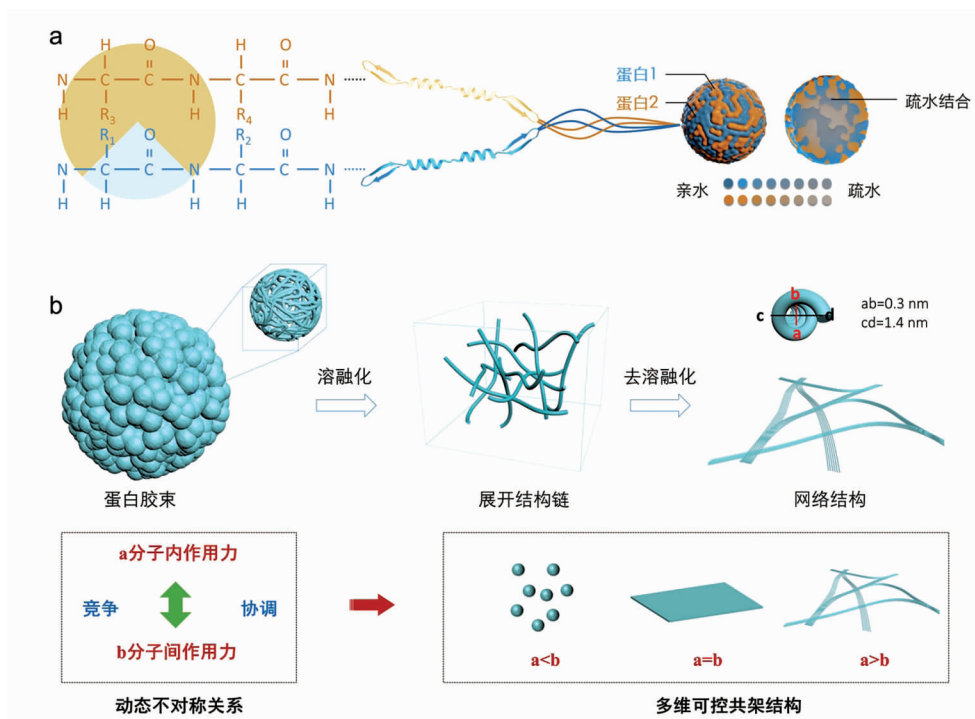 a
H O H O
N C C N C C N
H R3 H R4 H
R1 O R2 O
N C C N C C N
H H H H H
蛋白1
蛋白2
疏水结合
亲水 疏水
b
b
c d
a
ab=0.3 nm
cd=1.4 nm
溶融化
去溶融化
蛋白胶束
展开结构链
网络结构
a分子内作用力
竞争 协调
b分子间作用力
动态不对称关系
a<b
a=b
a>b
多维可控共架结构